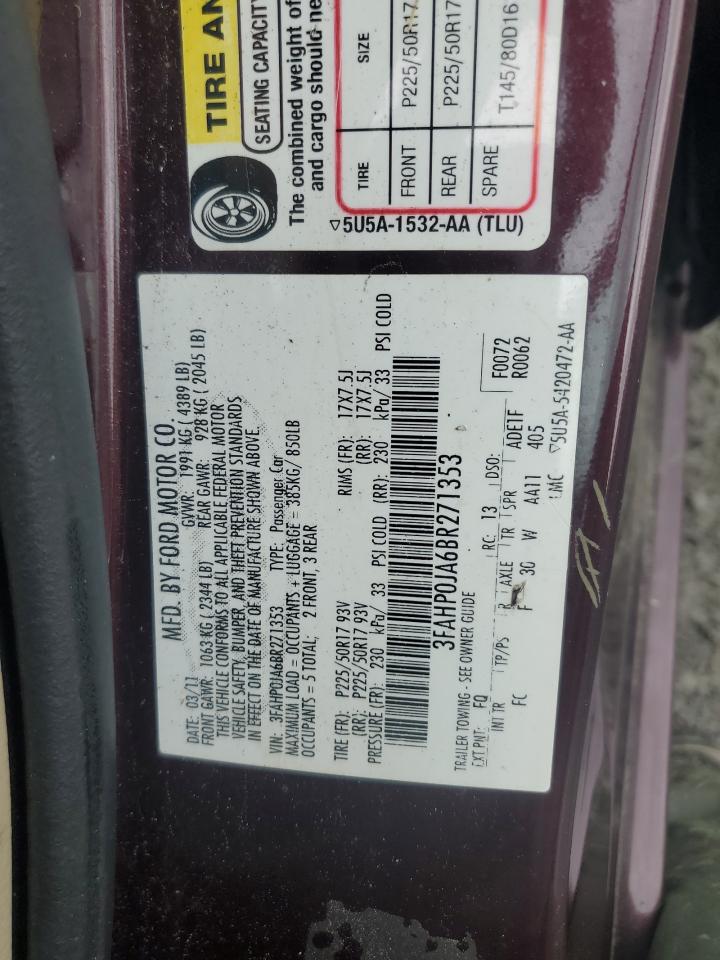 TIRE AN
SEATING CAPACITY
The combined weight of
and cargo should ne
TIRE SIZE
FRONT P225/50R17
REAR P225/50R17
SPARE T145/80D16
▽5U5A-1532-AA (TLU)
MFD. BY FORD MOTOR CO.
DATE: 03/11 GVWR: 1991 KG ( 4389 LB)
FRONT GAWR: 1063 KG ( 2344 LB) REAR GAWR: 928 KG ( 2045 LB)
THIS VEHICLE CONFORMS TO ALL APPLICABLE FEDERAL MOTOR
VEHICLE SAFETY, BUMPER, AND THEFT PREVENTION STANDARDS
IN EFFECT ON THE DATE OF MANUFACTURE SHOWN ABOVE.
VIN: 3FAHP0JA6BR271353 TYPE: Passenger Car
MAXIMUM LOAD = OCCUPANTS + LUGGAGE = 385KG/ 850LB
OCCUPANTS = 5 TOTAL; 2 FRONT, 3 REAR
TIRE (FR): P225/50R17 93V RIMS (FR): 17X7.5J
(RR): P225/50R17 93V (RR): 17X7.5J
PRESSURE (FR): 230 kPa/ 33 PSI COLD (RR): 230 kPa/ 33 PSI COLD
3FAHP0JA6BR271353
TRAILER TOWING - SEE OWNER GUIDE
F0072
R0062
EXT PNT: FQ RC: 13 DSO:
INT TR TP/PS R AXLE TR SPR ADETF
FC F 30 W AA11 405
▽5U5A-5420472-AA